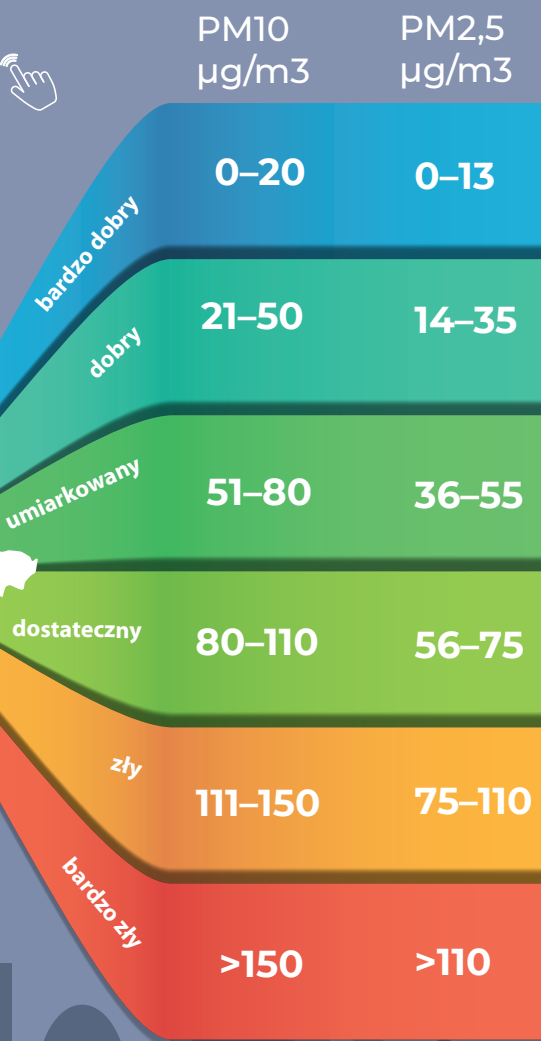 PM10 PM2,5
µg/m3 µg/m3
bardzo dobry 0–20 0–13
dobry 21–50 14–35
umiarkowany 51–80 36–55
dostateczny 80–110 56–75
zły 111–150 75–110
bardzo zły >150 >110